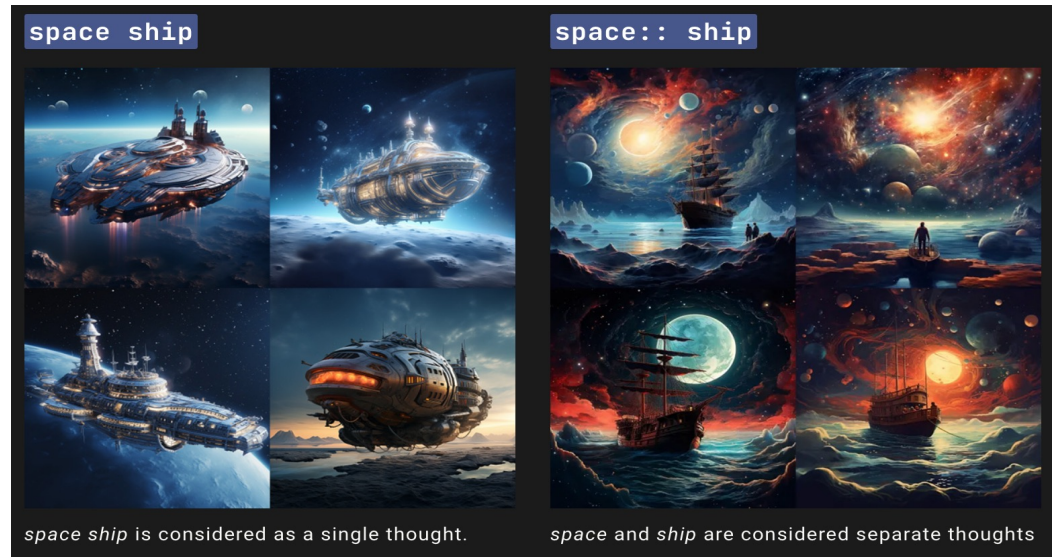 space ship
space:: ship
space ship is considered as a single thought.
space and ship are considered separate thoughts